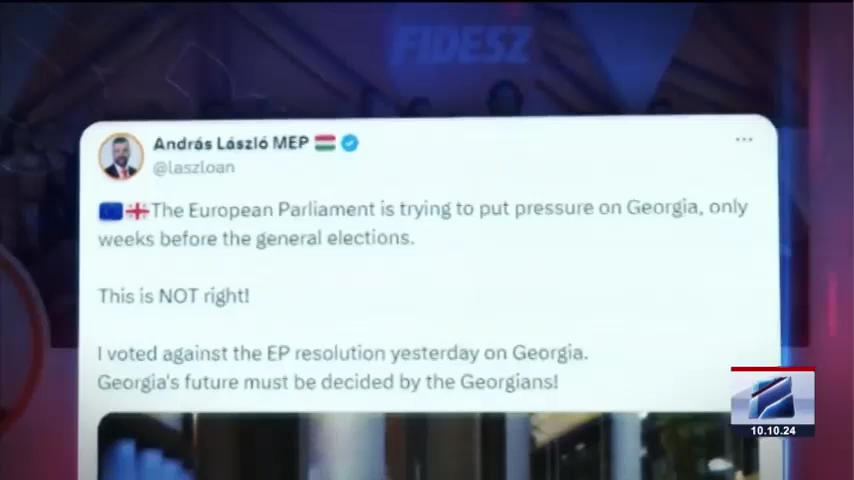 FIDESZ
András László MEP
@laszloan
The European Parliament is trying to put pressure on Georgia, only
weeks before the general elections.
This is NOT right!
I voted against the EP resolution yesterday on Georgia.
Georgia's future must be decided by the Georgians!
10.10.24